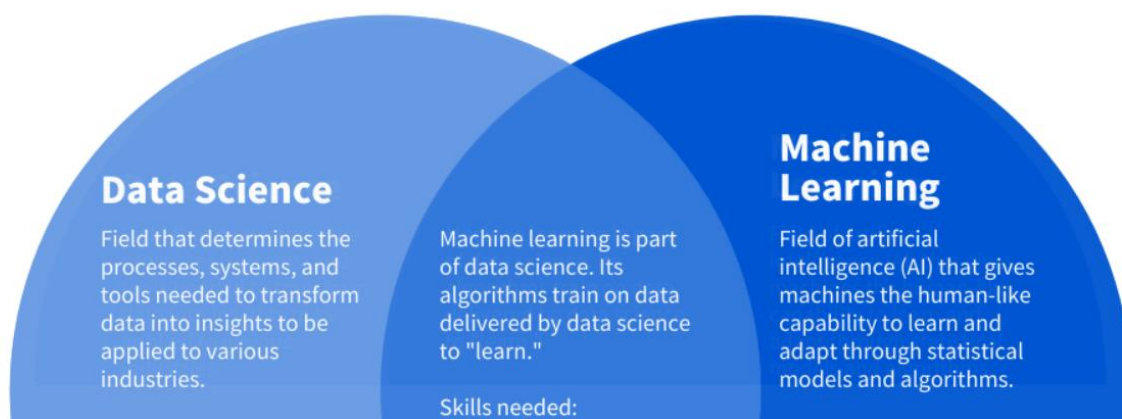 Data Science
Field that determines the
processes, systems, and
tools needed to transform
data into insights to be
applied to various
industries.
Machine learning is part
of data science. Its
algorithms train on data
delivered by data science
to "learn."
Skills needed:
Machine
Learning
Field of artificial
intelligence (AI) that gives
machines the human-like
capability to learn and
adapt through statistical
models and algorithms.